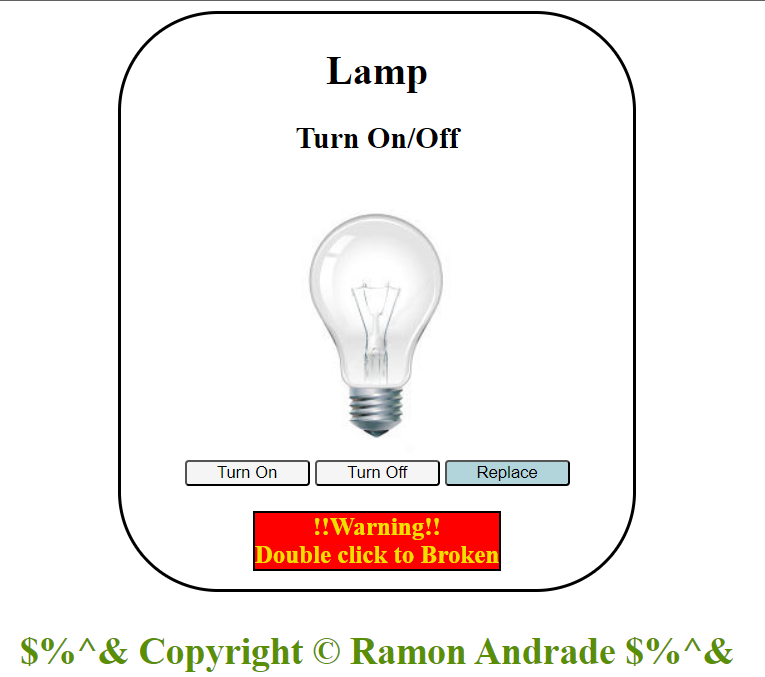 Lamp
Turn On/Off
Turn On Turn Off Replace
!!Warning!!
Double click to Broken
$%^& Copyright © Ramon Andrade $%^&